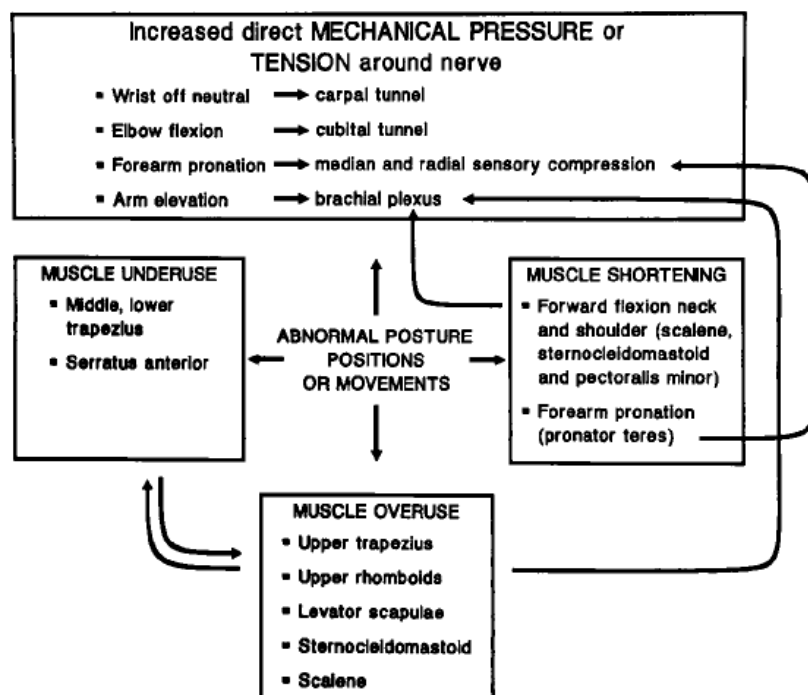 Increased direct MECHANICAL PRESSURE or
TENSION around nerve
▪ Wrist off neutral → carpal tunnel
▪ Elbow flexion → cubital tunnel
▪ Forearm pronation → median and radial sensory compression
▪ Arm elevation → brachial plexus
MUSCLE UNDERUSE
▪ Middle, lower
trapezius
▪ Serratus anterior
ABNORMAL POSTURE
POSITIONS
OR MOVEMENTS
MUSCLE SHORTENING
▪ Forward flexion neck
and shoulder (scalene,
sternocleidomastoid
and pectoralis minor)
▪ Forearm pronation
(pronator teres)
MUSCLE OVERUSE
▪ Upper trapezius
▪ Upper rhomboids
▪ Levator scapulae
▪ Sternocleidomastoid
▪ Scalene